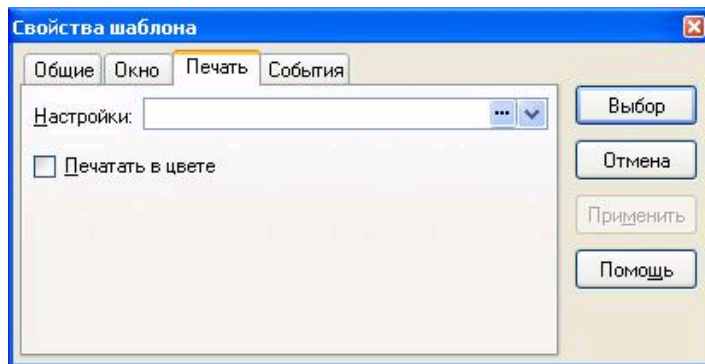 Свойства шаблона
Общие Окно Печать События
Настройки:
Печатать в цвете
Выбор
Отмена
Применить
Помощь